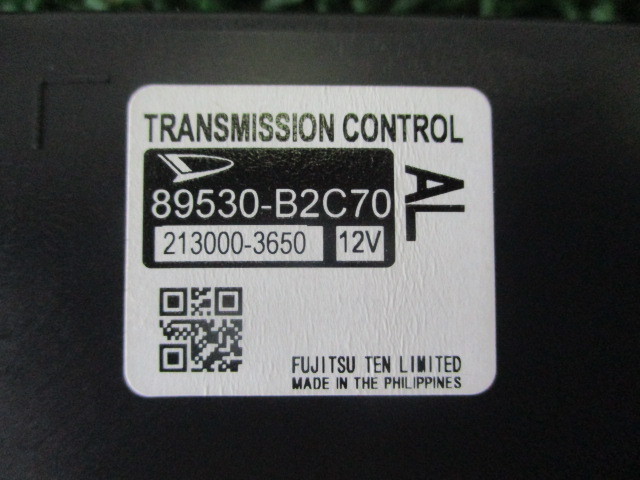 TRANSMISSION CONTROL
89530-B2C70
AL
213000-3650 12V
FUJITSU TEN LIMITED
MADE IN THE PHILIPPINES